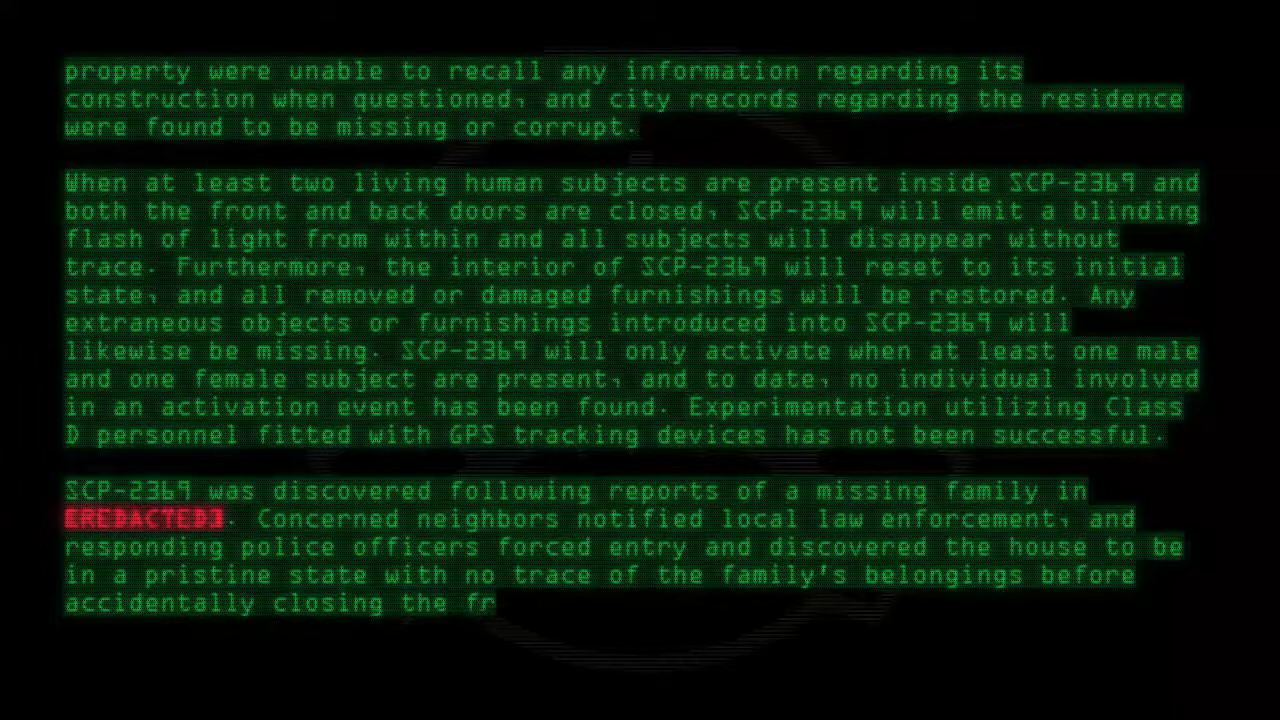 property were unable to recall any information regarding its
construction when questioned, and city records regarding the residence
were found to be missing or corrupt.
When at least two living human subjects are present inside SCP-2369 and
both the front and back doors are closed, SCP-2369 will emit a blinding
flash of light from within and all subjects will disappear without
trace. Furthermore, the interior of SCP-2369 will reset to its initial
state, and all removed or damaged furnishings will be restored. Any
extraneous objects or furnishings introduced into SCP-2369 will
likewise be missing. SCP-2369 will only activate when at least one male
and one female subject are present, and to date, no individual involved
in an activation event has been found. Experimentation utilizing Class
D personnel fitted with GPS tracking devices has not been successful.
SCP-2369 was discovered following reports of a missing family in
[REDACTED]. Concerned neighbors notified local law enforcement, and
responding police officers forced entry and discovered the house to be
in a pristine state with no trace of the family's belongings before
accidentally closing the fr